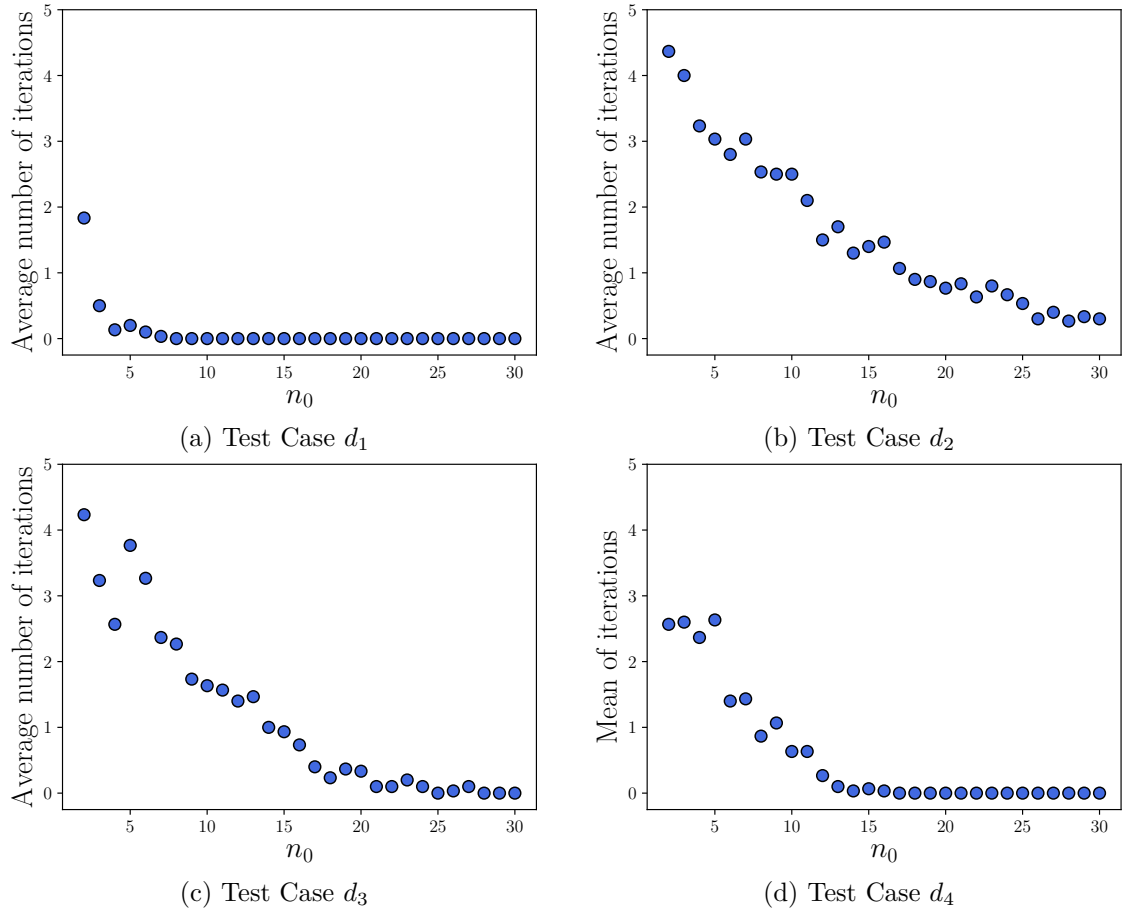 5
4
3
2
1
0
Average number of iterations
5 10 15 20 25 30
n₀
(a) Test Case d₁
5
4
3
2
1
0
Average number of iterations
5 10 15 20 25 30
n₀
(b) Test Case d₂
5
4
3
2
1
0
Average number of iterations
5 10 15 20 25 30
n₀
(c) Test Case d₃
5
4
3
2
1
0
Mean of iterations
5 10 15 20 25 30
n₀
(d) Test Case d₄